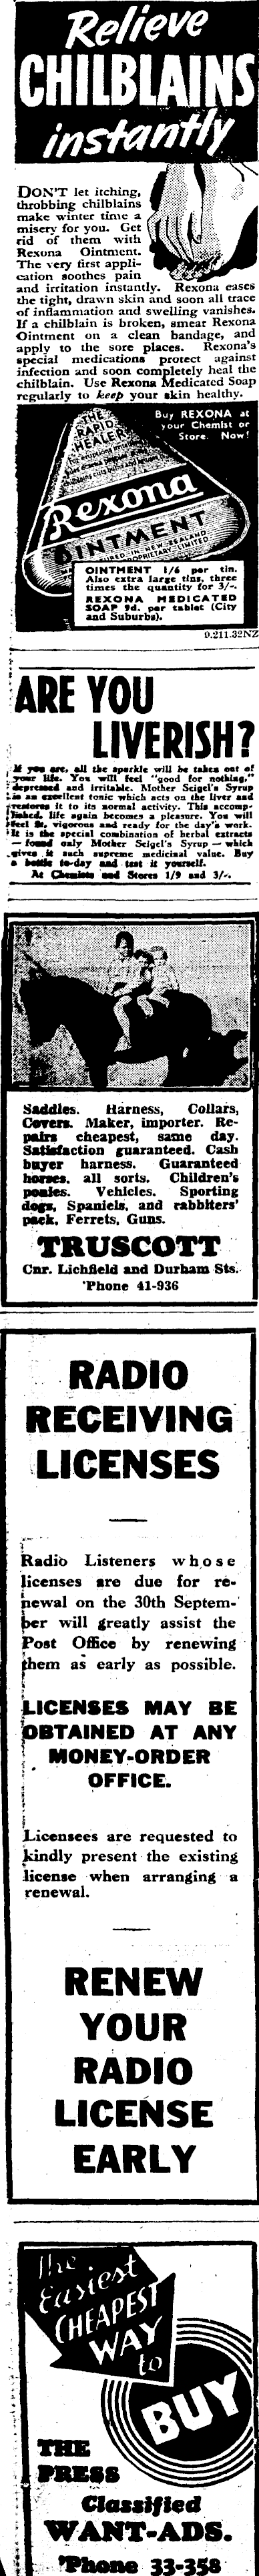 Relieve
CHILBLAINS
instantly
DON'T let itching,
throbbing chilblains
make winter time a
misery for you. Get
rid of them with
Rexona Ointment.
The very first appli-
cation soothes pain
and irritation instantly. Rexona eases
the tight, drawn skin and soon all trace
of inflammation and swelling vanishes.
If a chilblain is broken, smear Rexona
Ointment on a clean bandage, and
apply to the sore places. Rexona's
special medications protect against
infection and soon completely heal the
chilblain. Use Rexona Medicated Soap
regularly to keep your skin healthy.
Buy REXONA at
your Chemist or
Store. Now!
THE
RAPID
HEALER
Rexona
OINTMENT
PROPRIETARY LIMITED
OINTMENT 1/6 per tin.
Also extra large tins, three
times the quantity for 3/-.
REXONA MEDICATED
SOAP 9d. per tablet (City
and Suburbs).
0.211.32NZ
ARE YOU
LIVERISH?
If you are, all the sparkle will be taken out of
your life. You will feel "good for nothing,"
depressed and irritable. Mother Seigel's Syrup
is an excellent tonic which acts on the liver and
restores it to its normal activity. This accomp-
lished, life again becomes a pleasure. You will
feel fit, vigorous and ready for the day's work.
It is the special combination of herbal extracts
— found only Mother Seigel's Syrup — which
gives it such supreme medicinal value. Buy
a bottle to-day and test it yourself.
At Chemists and Stores 1/9 and 3/-.
Saddles. Harness, Collars,
Covers. Maker, importer. Re-
pairs cheapest, same day.
Satisfaction guaranteed. Cash
buyer harness. Guaranteed
horses, all sorts. Children's
ponies. Vehicles. Sporting
dogs, Spaniels, and rabbiters'
pack, Ferrets, Guns.
TRUSCOTT
Cnr. Lichfield and Durham Sts.
'Phone 41-936
RADIO
RECEIVING
LICENSES
Radio Listeners whose
licenses are due for re-
newal on the 30th Septem-
ber will greatly assist the
Post Office by renewing
them as early as possible.
LICENSES MAY BE
OBTAINED AT ANY
MONEY-ORDER
OFFICE.
Licensees are requested to
kindly present the existing
license when arranging a
renewal.
RENEW
YOUR
RADIO
LICENSE
EARLY
The
Easiest
CHEAPEST
WAY
to
BUY
THE
PRESS
Classified
WANT-ADS.
'Phone 33-358